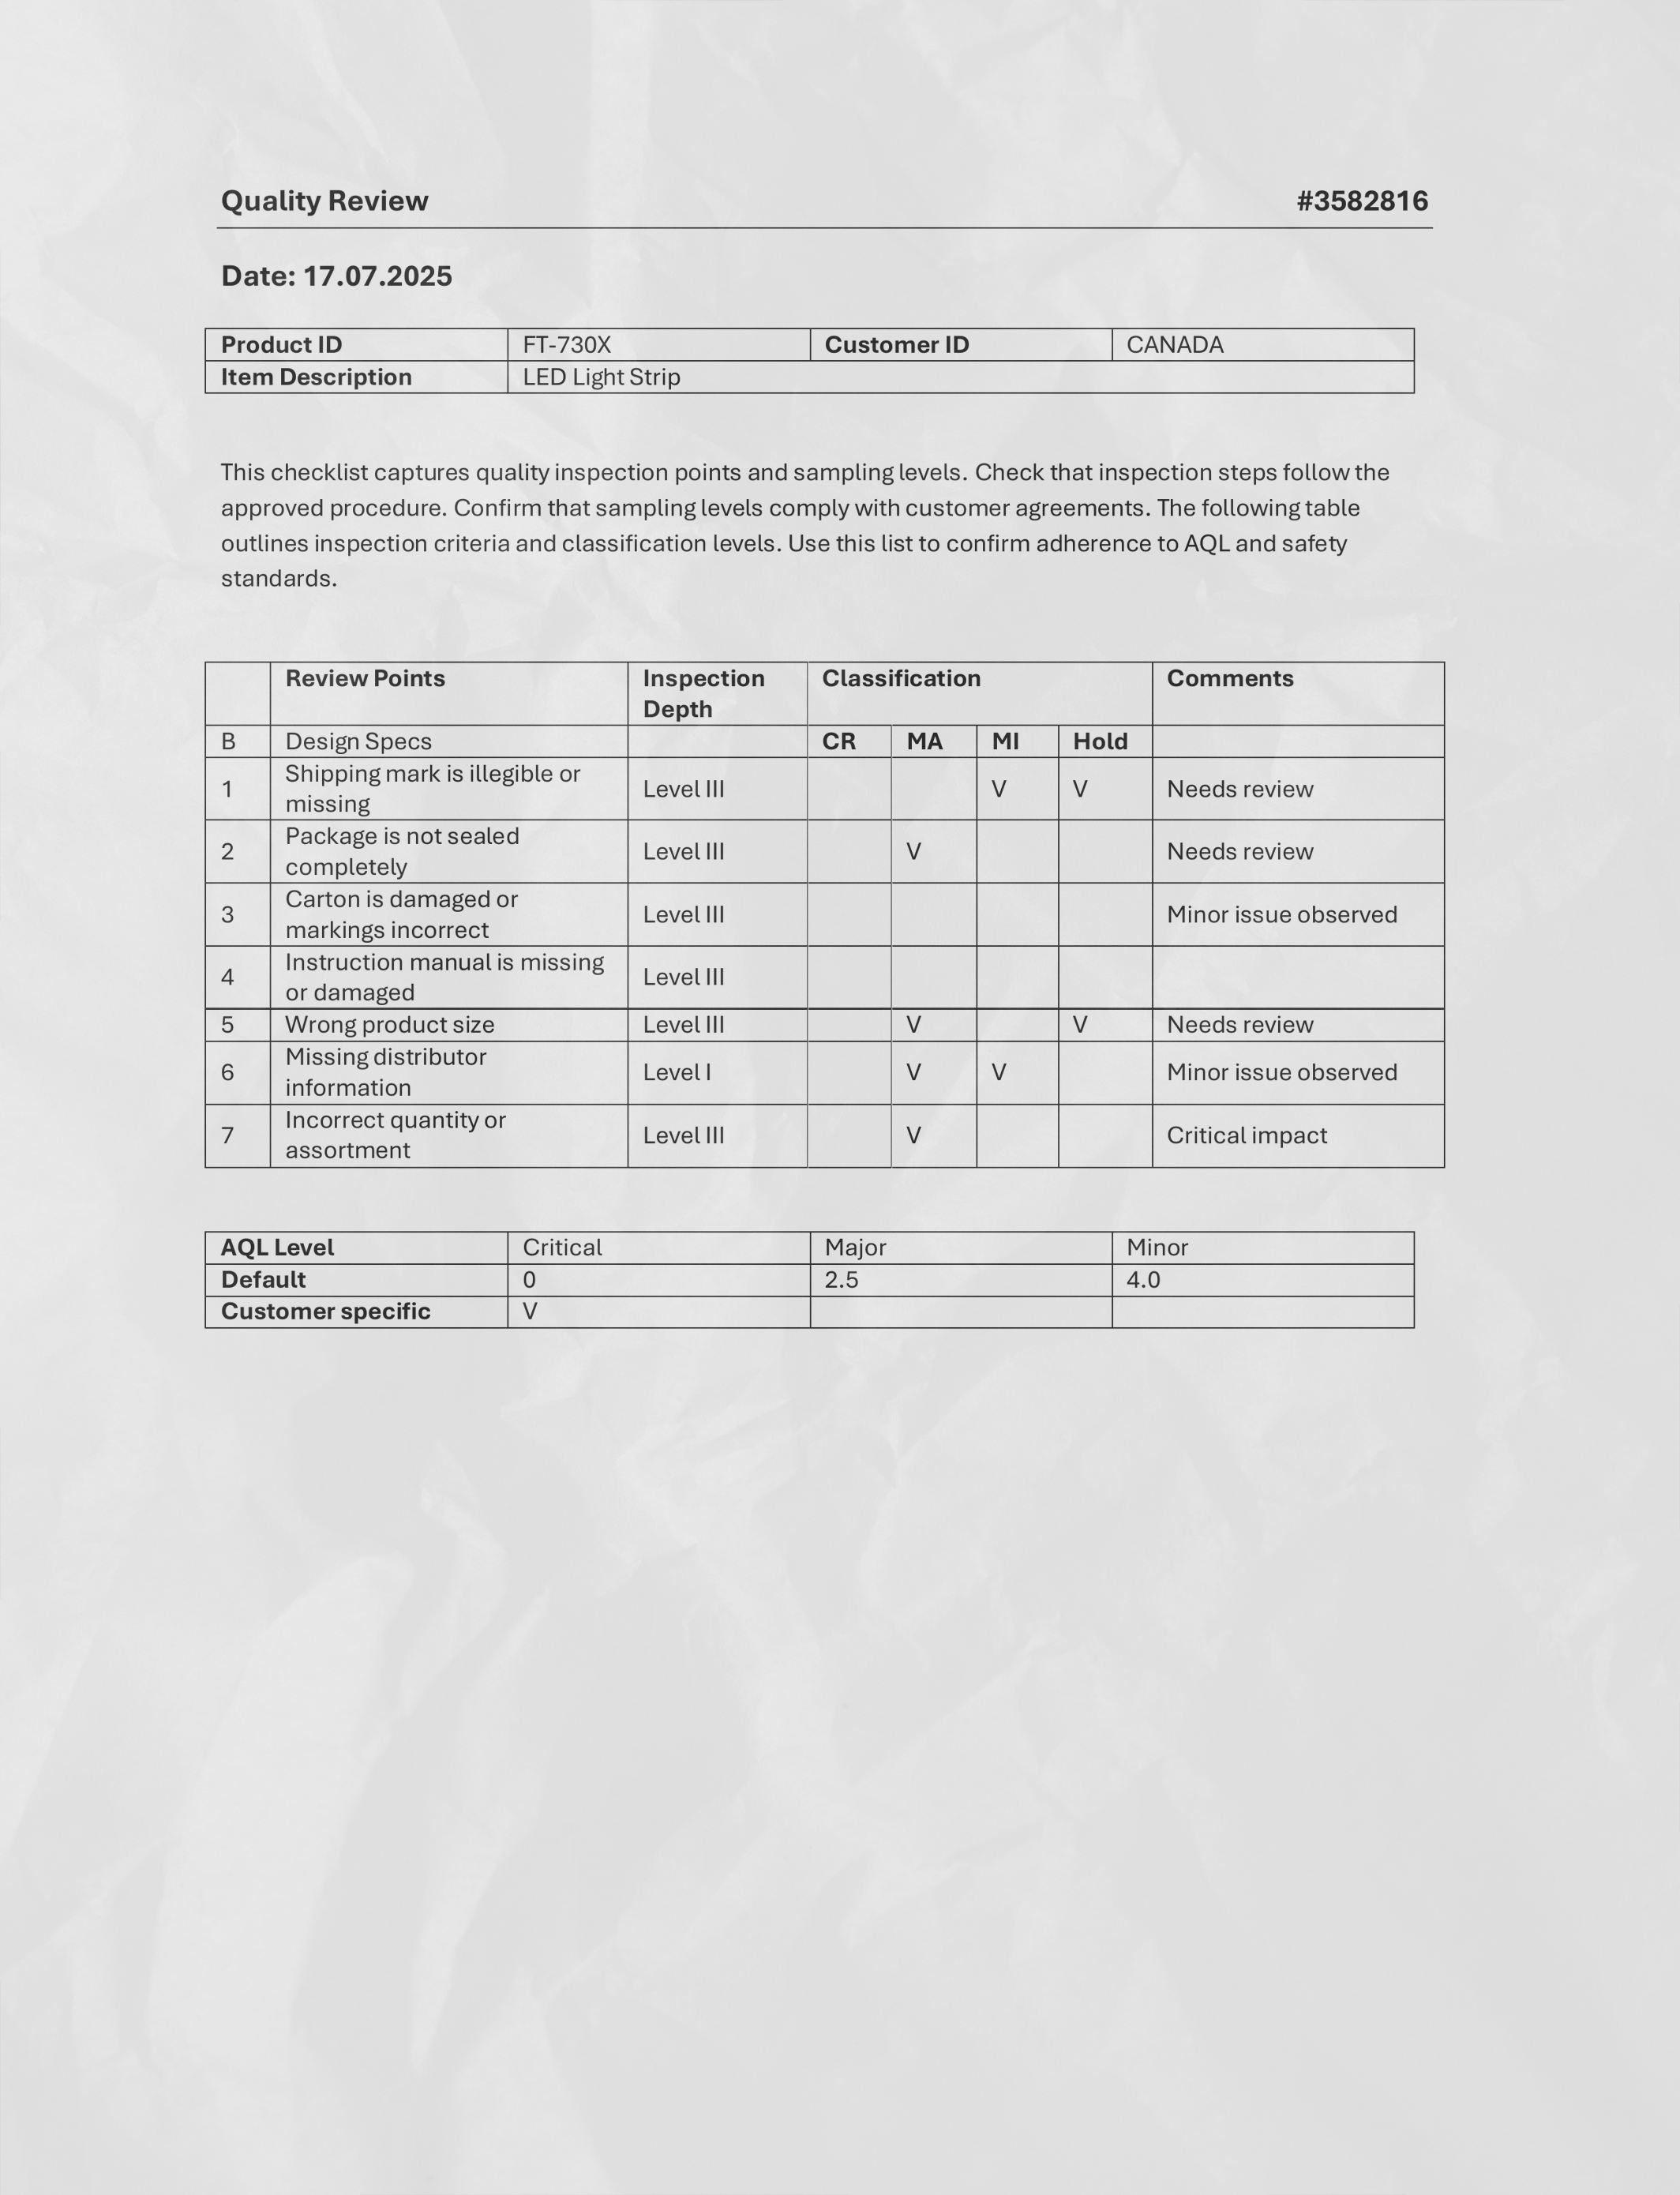 Quality Review #3582816
Date: 17.07.2025
Product ID FT-730X Customer ID CANADA
Item Description LED Light Strip
This checklist captures quality inspection points and sampling levels. Check that inspection steps follow the
approved procedure. Confirm that sampling levels comply with customer agreements. The following table
outlines inspection criteria and classification levels. Use this list to confirm adherence to AQL and safety
standards.
Review Points Inspection Depth Classification Comments
B Design Specs CR MA MI Hold
1 Shipping mark is illegible or missing Level III V V Needs review
2 Package is not sealed completely Level III V Needs review
3 Carton is damaged or markings incorrect Level III Minor issue observed
4 Instruction manual is missing or damaged Level III
5 Wrong product size Level III V V Needs review
6 Missing distributor information Level I V V Minor issue observed
7 Incorrect quantity or assortment Level III V Critical impact
AQL Level Critical Major Minor
Default 0 2.5 4.0
Customer specific V